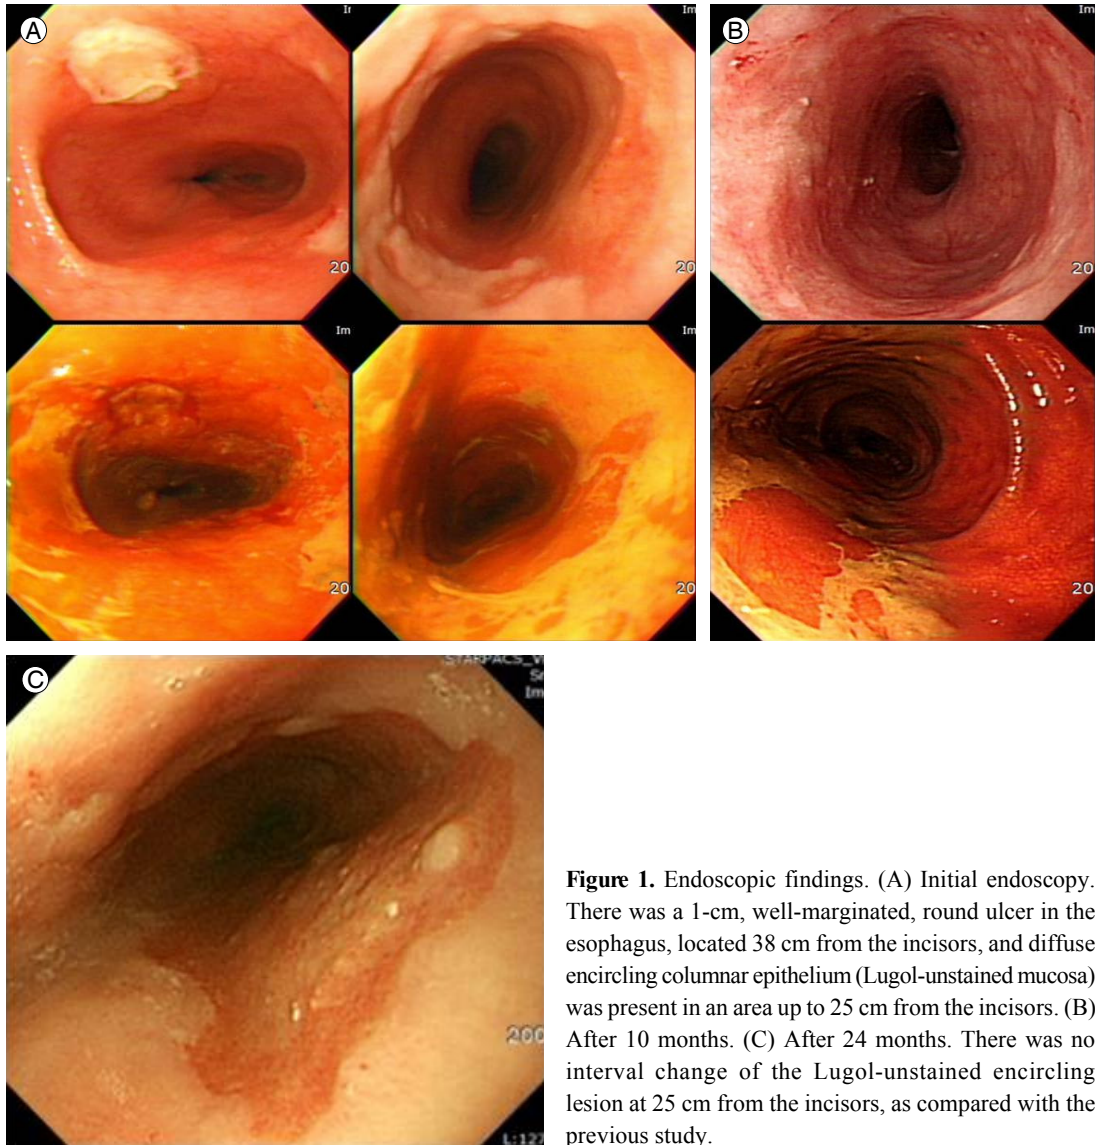 A
Im
B
Im
20
20
20
Im
Im
Im
20
20
20
C
STARPACS_V
Sr
Im
200
L:127
Figure 1. Endoscopic findings. (A) Initial endoscopy.
There was a 1-cm, well-marginated, round ulcer in the
esophagus, located 38 cm from the incisors, and diffuse
encircling columnar epithelium (Lugol-unstained mucosa)
was present in an area up to 25 cm from the incisors. (B)
After 10 months. (C) After 24 months. There was no
interval change of the Lugol-unstained encircling
lesion at 25 cm from the incisors, as compared with the
previous study.